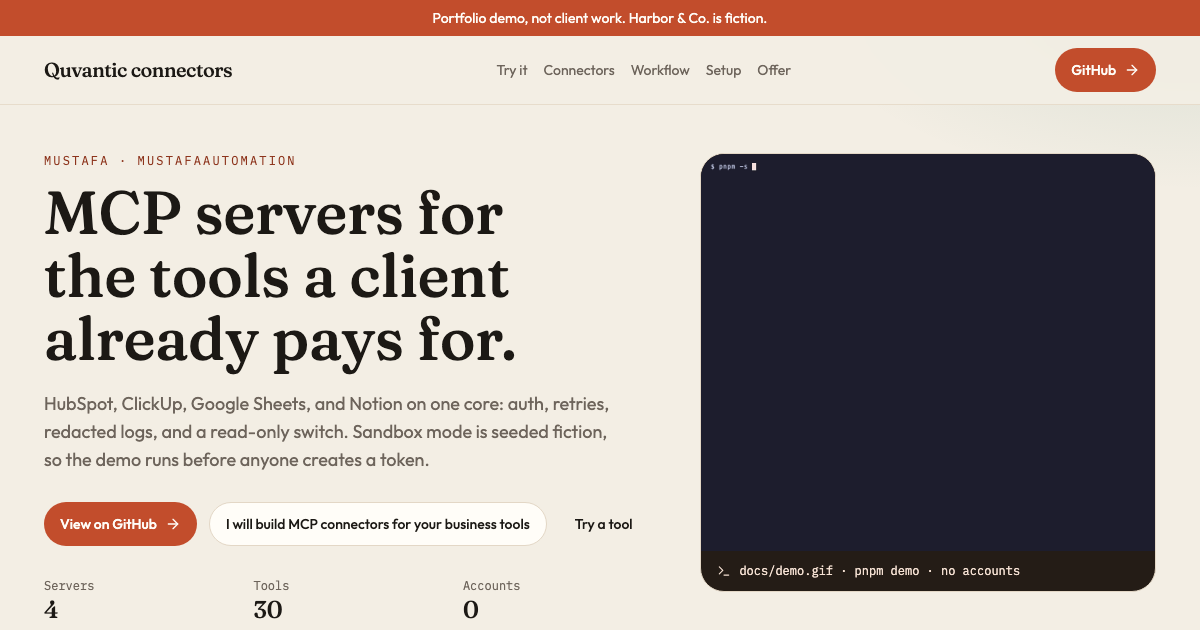 Portfolio demo, not client work. Harbor & Co. is fiction.
Quvantic connectors
Try it
Connectors
Workflow
Setup
Offer
GitHub →
MUSTAFA · MUSTAFAAUTOMATION
MCP servers for
the tools a client
already pays for.
HubSpot, ClickUp, Google Sheets, and Notion on one core: auth, retries,
redacted logs, and a read-only switch. Sandbox mode is seeded fiction,
so the demo runs before anyone creates a token.
View on GitHub →
I will build MCP connectors for your business tools
Try a tool
Servers
4
Tools
30
Accounts
0
$ pnpm -s
>_ docs/demo.gif · pnpm demo · no accounts